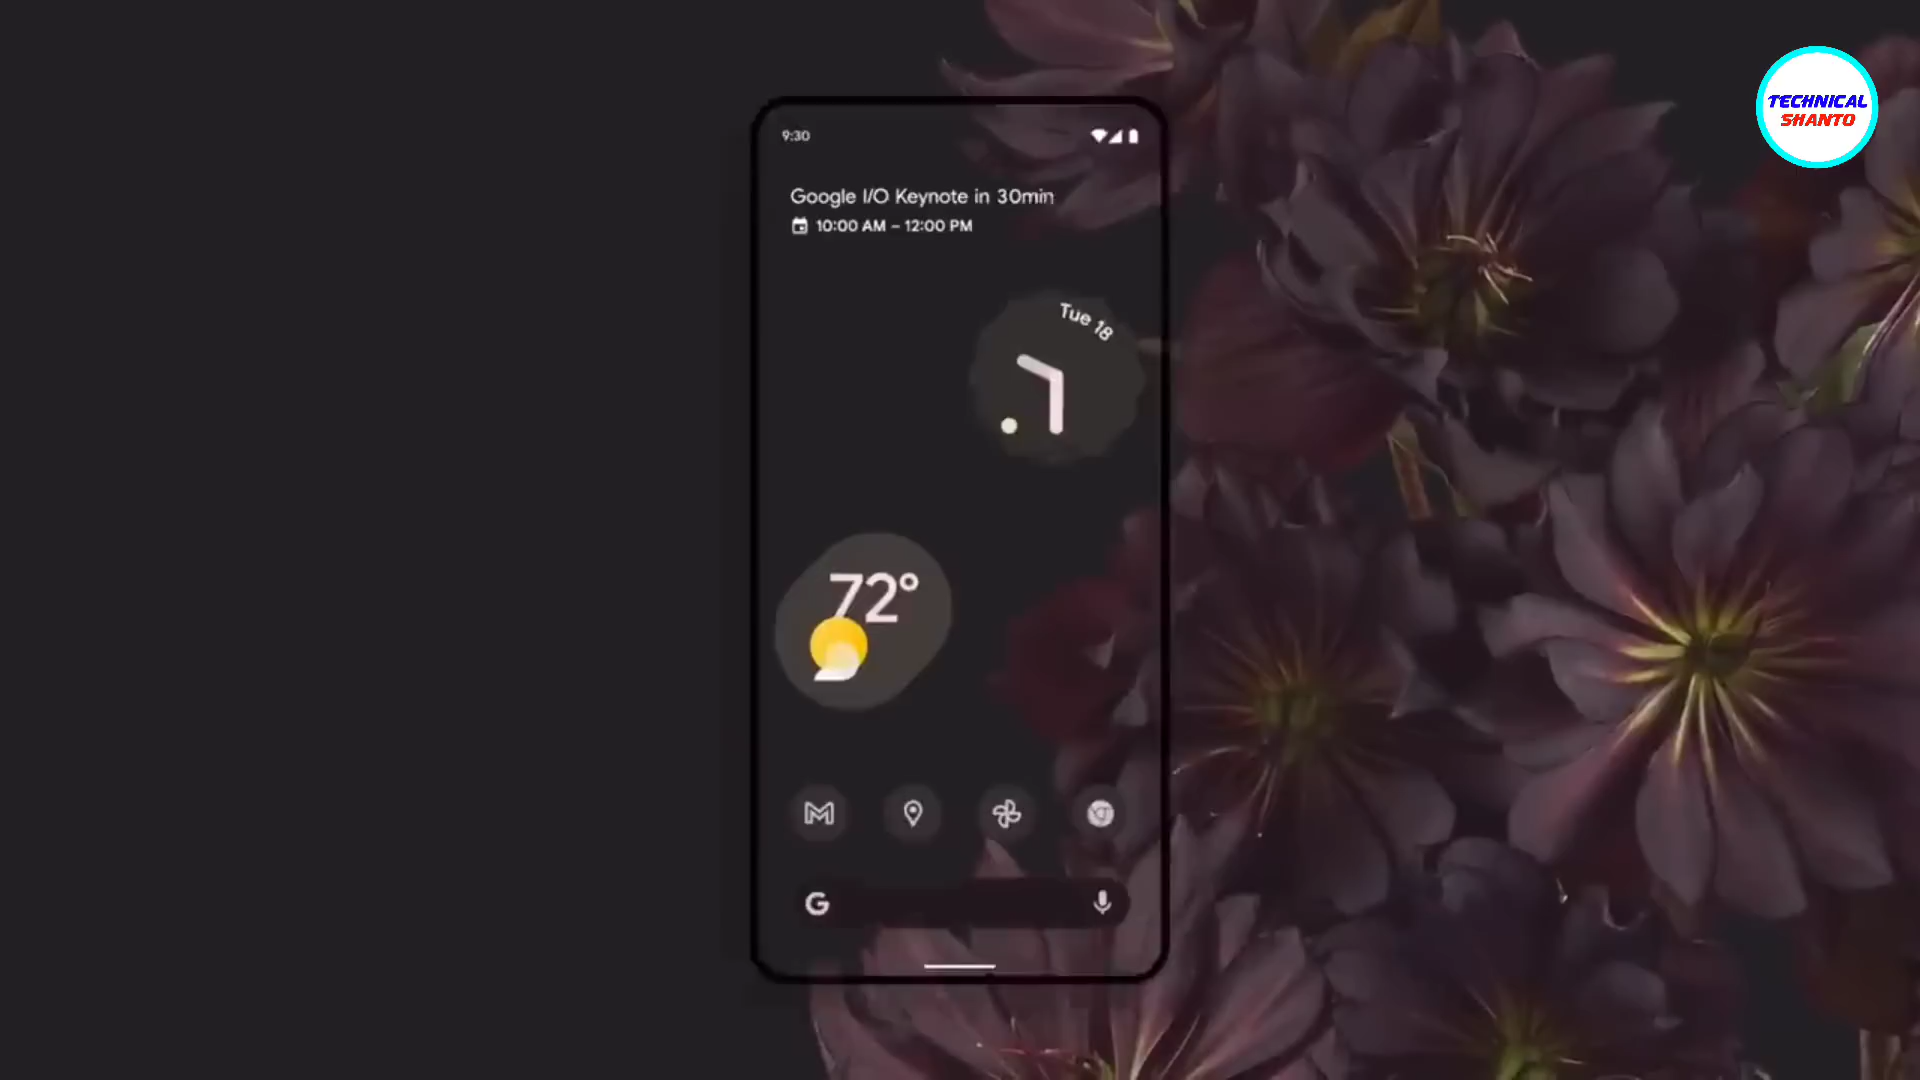 TECHNICAL
SHANTO
9:30
Google I/O Keynote in 30min
10:00 AM – 12:00 PM
Tue 18
72°
G